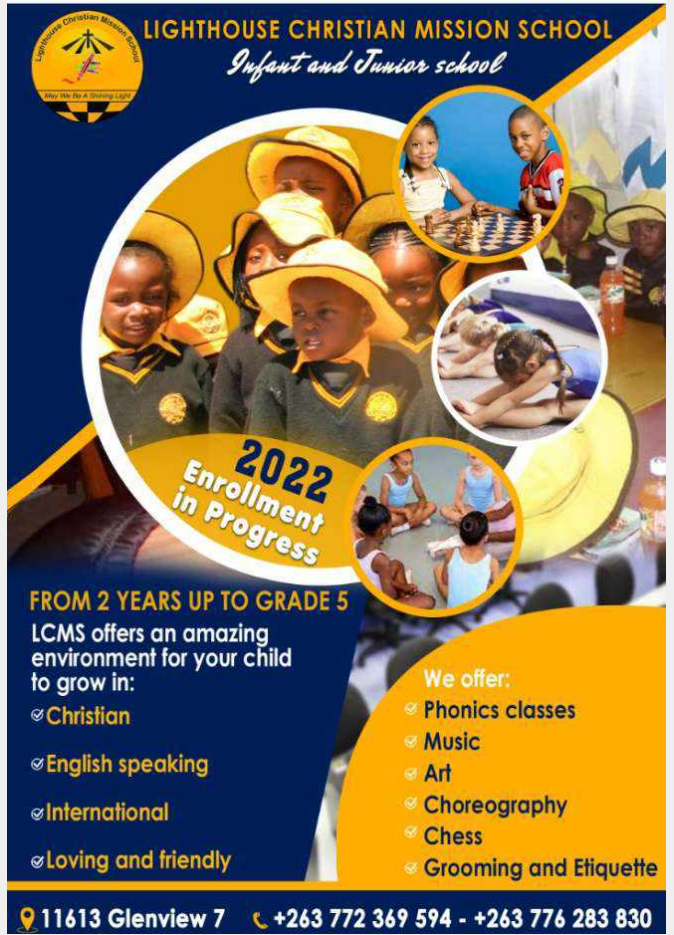 Lighthouse Christian Mission School
May We Be A Shining Light
LIGHTHOUSE CHRISTIAN MISSION SCHOOL
Infant and Junior school
2022
Enrollment
in Progress
FROM 2 YEARS UP TO GRADE 5
LCMS offers an amazing
environment for your child
to grow in:
Christian
English speaking
International
Loving and friendly
We offer:
Phonics classes
Music
Art
Choreography
Chess
Grooming and Etiquette
11613 Glenview 7
+263 772 369 594 - +263 776 283 830